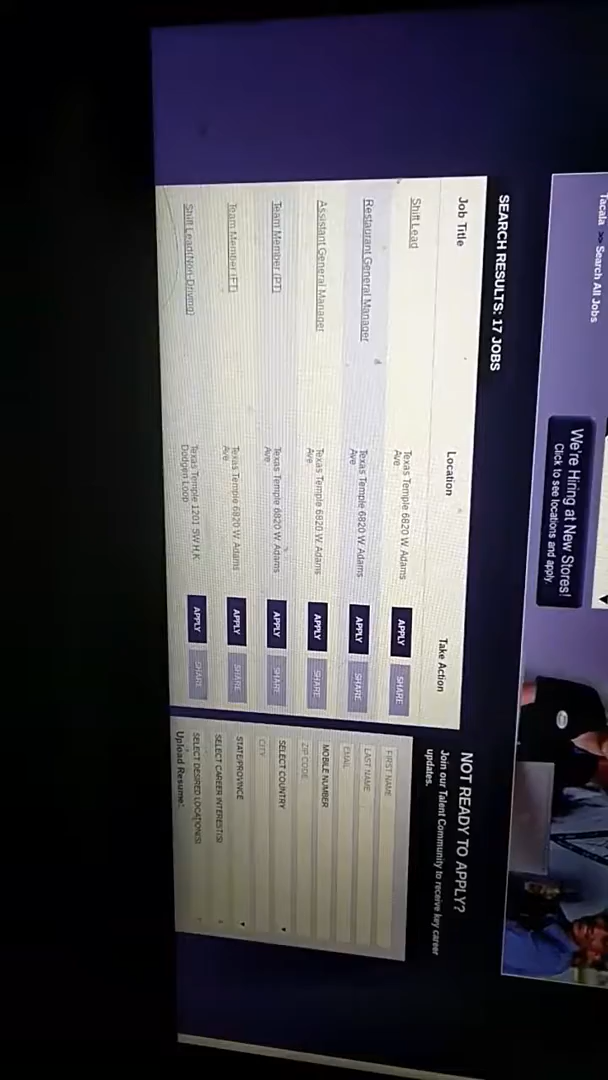 Tacala >> Search All Jobs
We're Hiring at New Stores!
Click to see locations and apply.
SEARCH RESULTS: 17 JOBS
Job Title Location Take Action
Shift Lead Texas Temple 6820 W. Adams APPLY SHARE
Ave
Restaurant General Manager Texas Temple 6820 W. Adams APPLY SHARE
Ave
Assistant General Manager Texas Temple 6820 W. Adams APPLY SHARE
Ave
Team Member (PT) Texas Temple 6820 W. Adams APPLY SHARE
Ave
Team Member (FT) Texas Temple 6820 W. Adams APPLY SHARE
Ave
Shift Lead(Non-Driving) Texas Temple 1201 SW H.K. APPLY SHARE
Dodgen Loop
NOT READY TO APPLY?
Join our Talent Community to receive key career
updates.
FIRST NAME
LAST NAME
EMAIL
MOBILE NUMBER
ZIP CODE
SELECT COUNTRY
CITY
STATE/PROVINCE
SELECT CAREER INTEREST(S)
SELECT DESIRED LOCATION(S)
Upload Resume: